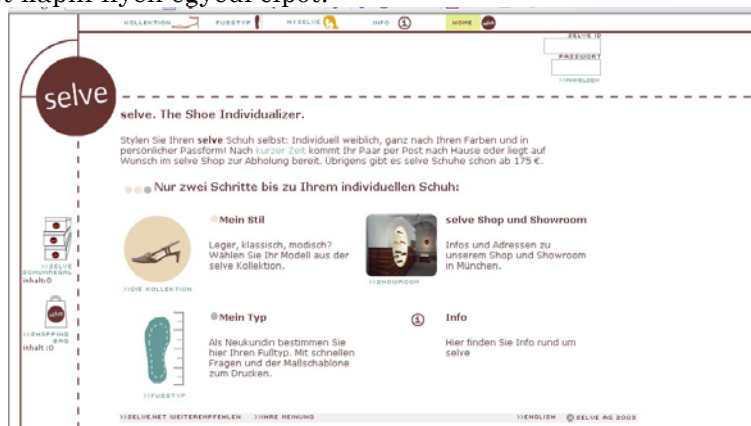 KOLLEKTION FUSSTYP MYSELVE INFO HOME selve
SELVE ID
PASSWORT
>>ANMELDEN
selve
selve. The Shoe Individualizer.
Stylen Sie Ihren selve Schuh selbst: Individuell weiblich, ganz nach Ihren Farben und in
persönlicher Passform! Nach kurzer Zeit kommt Ihr Paar per Post nach Hause oder liegt auf
Wunsch im selve Shop zur Abholung bereit. Übrigens gibt es selve Schuhe schon ab 175 €.
Nur zwei Schritte bis zu Ihrem individuellen Schuh:
Mein Stil
Leger, klassisch, modisch?
Wählen Sie Ihr Modell aus der
selve Kollektion.
>>DIE KOLLEKTION
selve Shop und Showroom
Infos und Adressen zu
unserem Shop und Showroom
in München.
>>SHOWROOM
>>SELVE
SCHUHREGAL
inhalt:0
Mein Typ
Als Neukundin bestimmen Sie
hier Ihren Fußtyp. Mit schnellen
Fragen und der Maßschablone
zum Drucken.
>>FUSSTYP
Info
Hier finden Sie Info rund um
selve
selve
>>SHOPPING
BAG
inhalt :0
>>SELVE.NET WEITEREMPFEHLEN >>IHRE MEINUNG >>ENGLISH © SELVE AG 2003